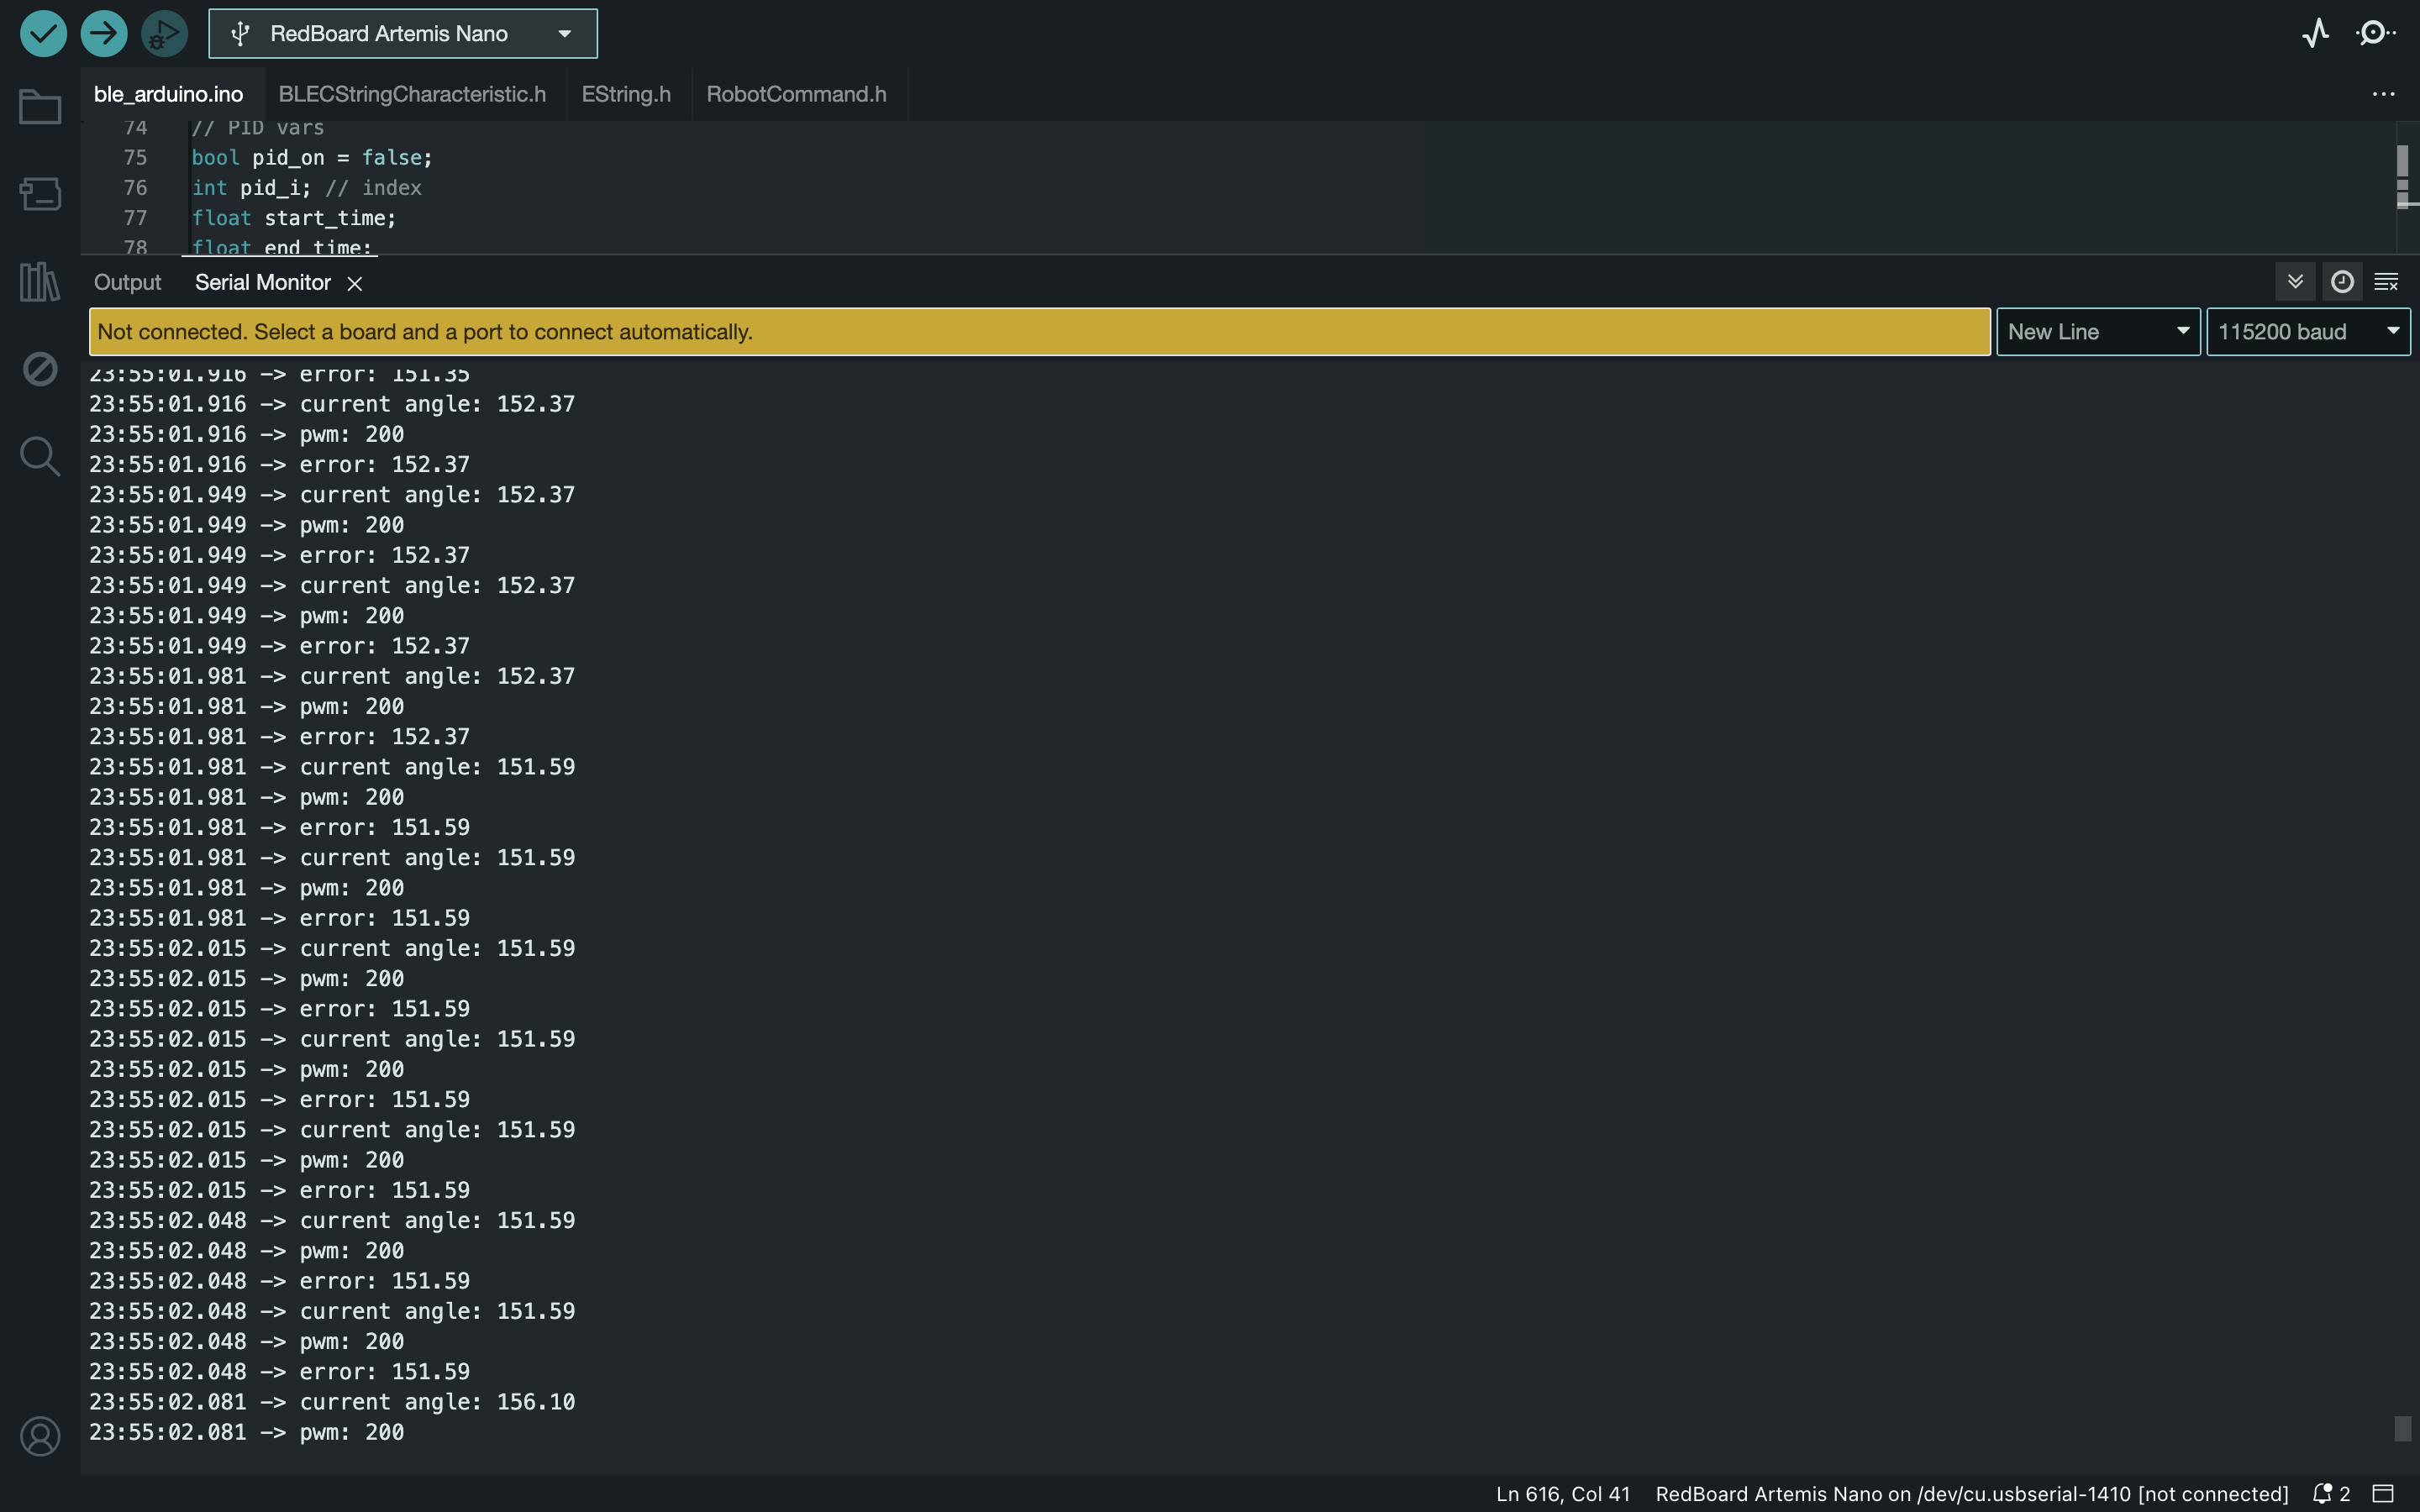 RedBoard Artemis Nano
ble_arduino.ino BLECStringCharacteristic.h EString.h RobotCommand.h ...
74 // PID vars
75 bool pid_on = false;
76 int pid_i; // index
77 float start_time;
78 float end_time;
Output Serial Monitor
Not connected. Select a board and a port to connect automatically. New Line 115200 baud
23:55:01.916 -> error: 151.35
23:55:01.916 -> current angle: 152.37
23:55:01.916 -> pwm: 200
23:55:01.916 -> error: 152.37
23:55:01.949 -> current angle: 152.37
23:55:01.949 -> pwm: 200
23:55:01.949 -> error: 152.37
23:55:01.949 -> current angle: 152.37
23:55:01.949 -> pwm: 200
23:55:01.949 -> error: 152.37
23:55:01.981 -> current angle: 152.37
23:55:01.981 -> pwm: 200
23:55:01.981 -> error: 152.37
23:55:01.981 -> current angle: 151.59
23:55:01.981 -> pwm: 200
23:55:01.981 -> error: 151.59
23:55:01.981 -> current angle: 151.59
23:55:01.981 -> pwm: 200
23:55:01.981 -> error: 151.59
23:55:02.015 -> current angle: 151.59
23:55:02.015 -> pwm: 200
23:55:02.015 -> error: 151.59
23:55:02.015 -> current angle: 151.59
23:55:02.015 -> pwm: 200
23:55:02.015 -> error: 151.59
23:55:02.015 -> current angle: 151.59
23:55:02.015 -> pwm: 200
23:55:02.015 -> error: 151.59
23:55:02.048 -> current angle: 151.59
23:55:02.048 -> pwm: 200
23:55:02.048 -> error: 151.59
23:55:02.048 -> current angle: 151.59
23:55:02.048 -> pwm: 200
23:55:02.048 -> error: 151.59
23:55:02.081 -> current angle: 156.10
23:55:02.081 -> pwm: 200
Ln 616, Col 41 RedBoard Artemis Nano on /dev/cu.usbserial-1410 [not connected] 2